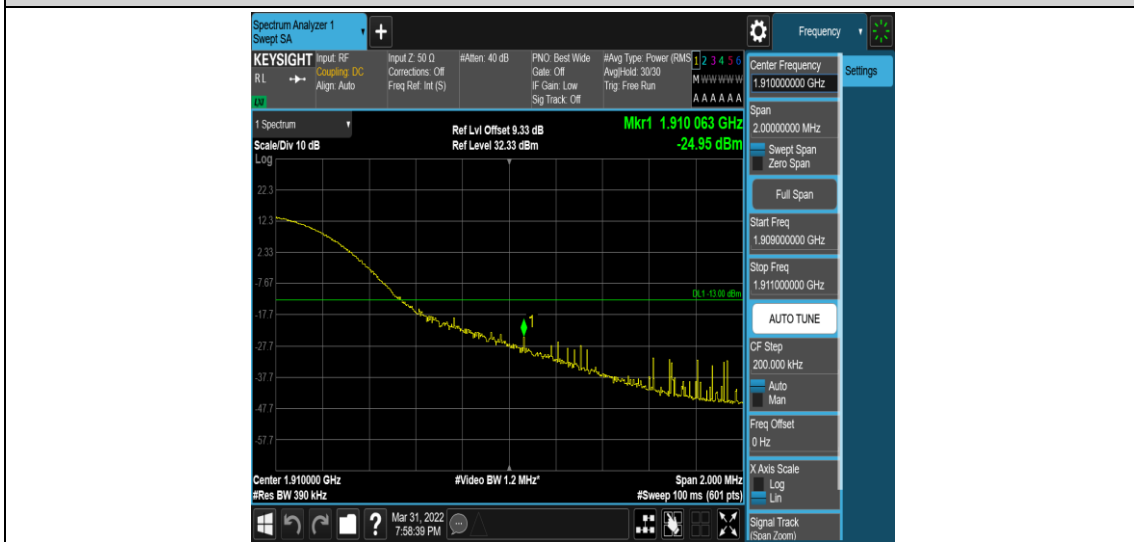 Spectrum Analyzer 1
Swept SA
+
Frequency
KEYSIGHT
RL
LXI
Input: RF
Coupling: DC
Align: Auto
Input Z: 50 Ω
Corrections: Off
Freq Ref: Int (S)
#Atten: 40 dB
PNO: Best Wide
Gate: Off
IF Gain: Low
Sig Track: Off
#Avg Type: Power (RMS
Avg|Hold: 30/30
Trig: Free Run
1 2 3 4 5 6
M W W W W W
A A A A A A
1 Spectrum
Scale/Div 10 dB
Log
Ref Lvl Offset 9.33 dB
Ref Level 32.33 dBm
Mkr1 1.910 063 GHz
-24.95 dBm
22.3
12.3
2.33
-7.67
-17.7
-27.7
-37.7
-47.7
-57.7
DL1 -13.00 dBm
1
Center 1.910000 GHz
#Res BW 390 kHz
#Video BW 1.2 MHz*
Span 2.000 MHz
#Sweep 100 ms (601 pts)
Center Frequency
1.910000000 GHz
Settings
Span
2.00000000 MHz
Swept Span
Zero Span
Full Span
Start Freq
1.909000000 GHz
Stop Freq
1.911000000 GHz
AUTO TUNE
CF Step
200.000 kHz
Auto
Man
Freq Offset
0 Hz
X Axis Scale
Log
Lin
Signal Track
(Span Zoom)
?
Mar 31, 2022
7:58:39 PM